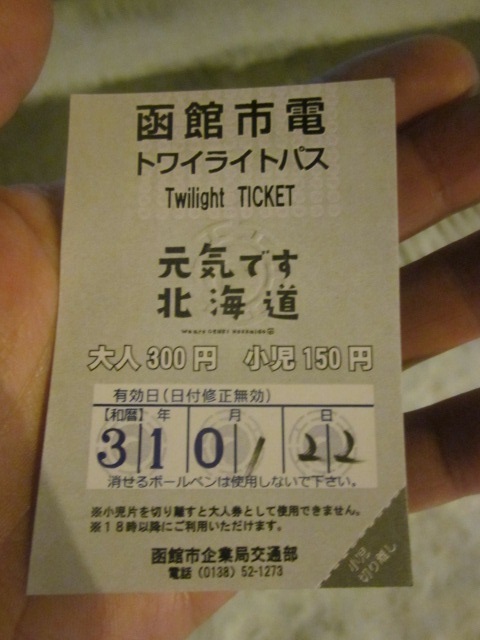 函館市電
トワイライトパス
Twilight TICKET
元気です
北海道
大人300円 小児150円
有効日(日付修正無効)
【和暦】 年 月 日
31 01 22
消せるボールペンは使用しないで下さい。
※小児片を切り離すと大人券として使用できません。
※18時以降にご利用いただけます。
函館市企業局交通部
電話 (0138) 52-1273
小児
切り離し